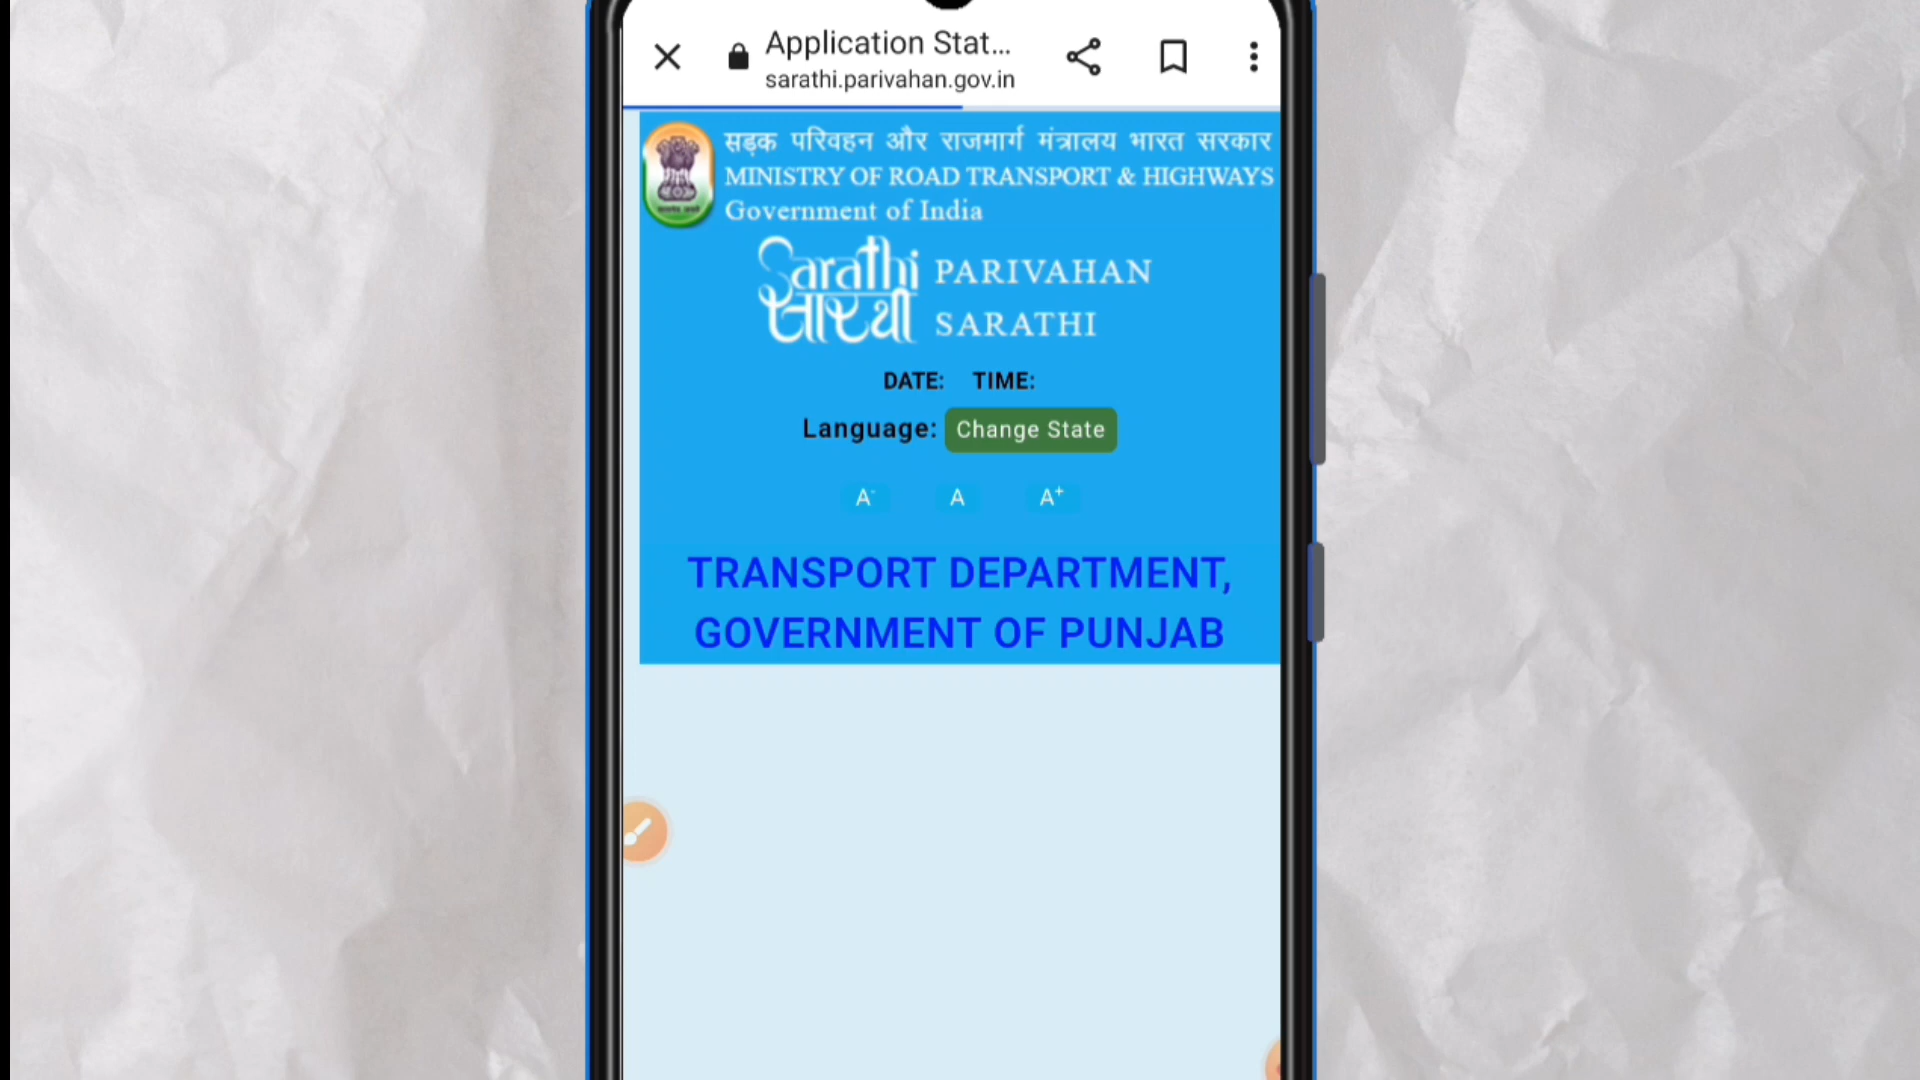 Application Stat...
sarathi.parivahan.gov.in
सड़क परिवहन और राजमार्ग मंत्रालय भारत सरकार
MINISTRY OF ROAD TRANSPORT & HIGHWAYS
Government of India
Sarathi
सारथी
PARIVAHAN
SARATHI
DATE: TIME:
Language: Change State
A- A A+
TRANSPORT DEPARTMENT,
GOVERNMENT OF PUNJAB